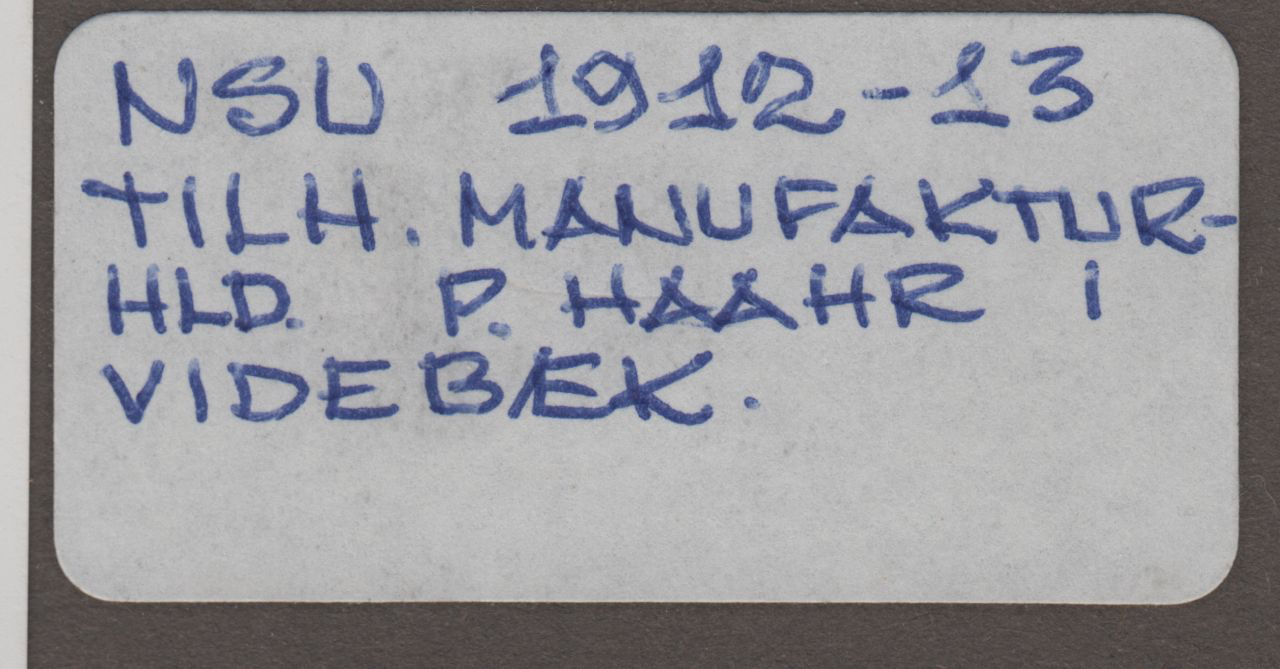 NSU 1912-13
TILH. MANUFAKTUR-
HLD. P. HAAHR I
VIDEBÆK.